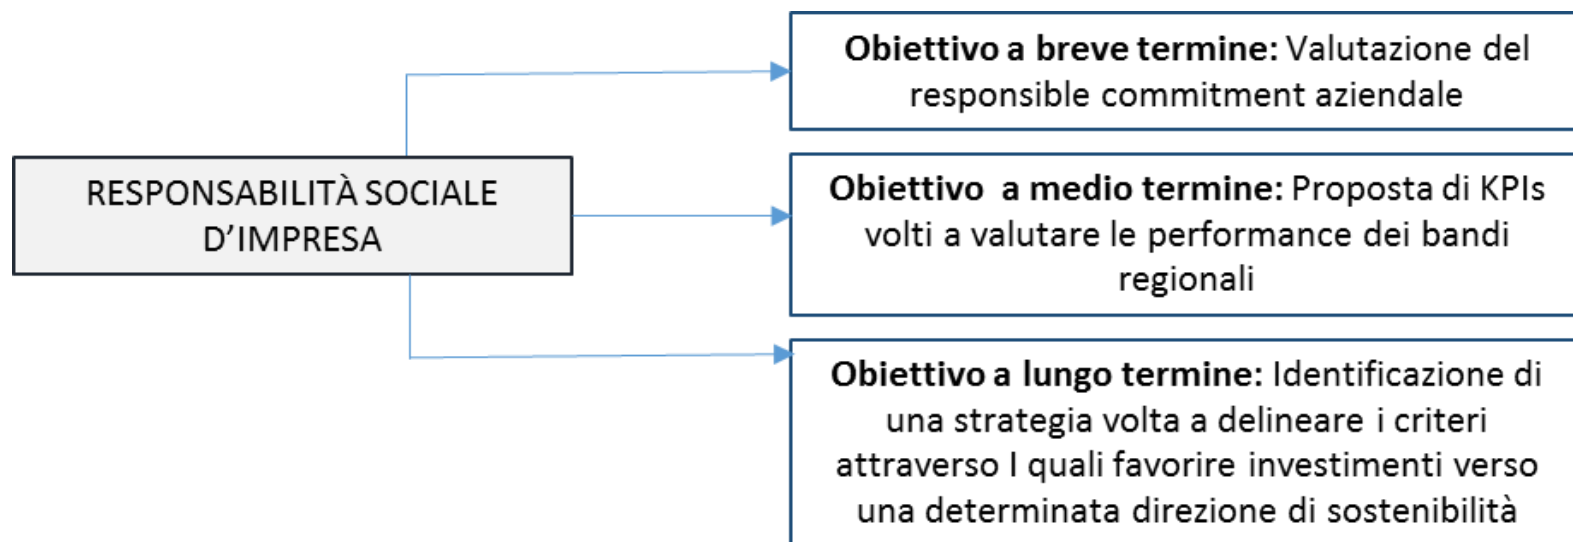 Obiettivo a breve termine: Valutazione del
responsible commitment aziendale
RESPONSABILITÀ SOCIALE
D’IMPRESA
Obiettivo  a medio termine: Proposta di KPIs
volti a valutare le performance dei bandi
regionali
Obiettivo a lungo termine: Identificazione di
una strategia volta a delineare i criteri
attraverso I quali favorire investimenti verso
una determinata direzione di sostenibilità